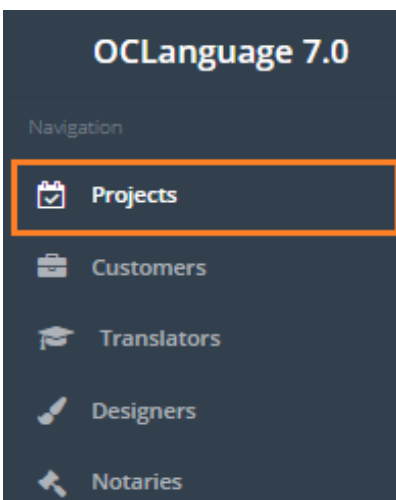 OCLanguage 7.0
Navigation
Projects
Customers
Translators
Designers
Notaries